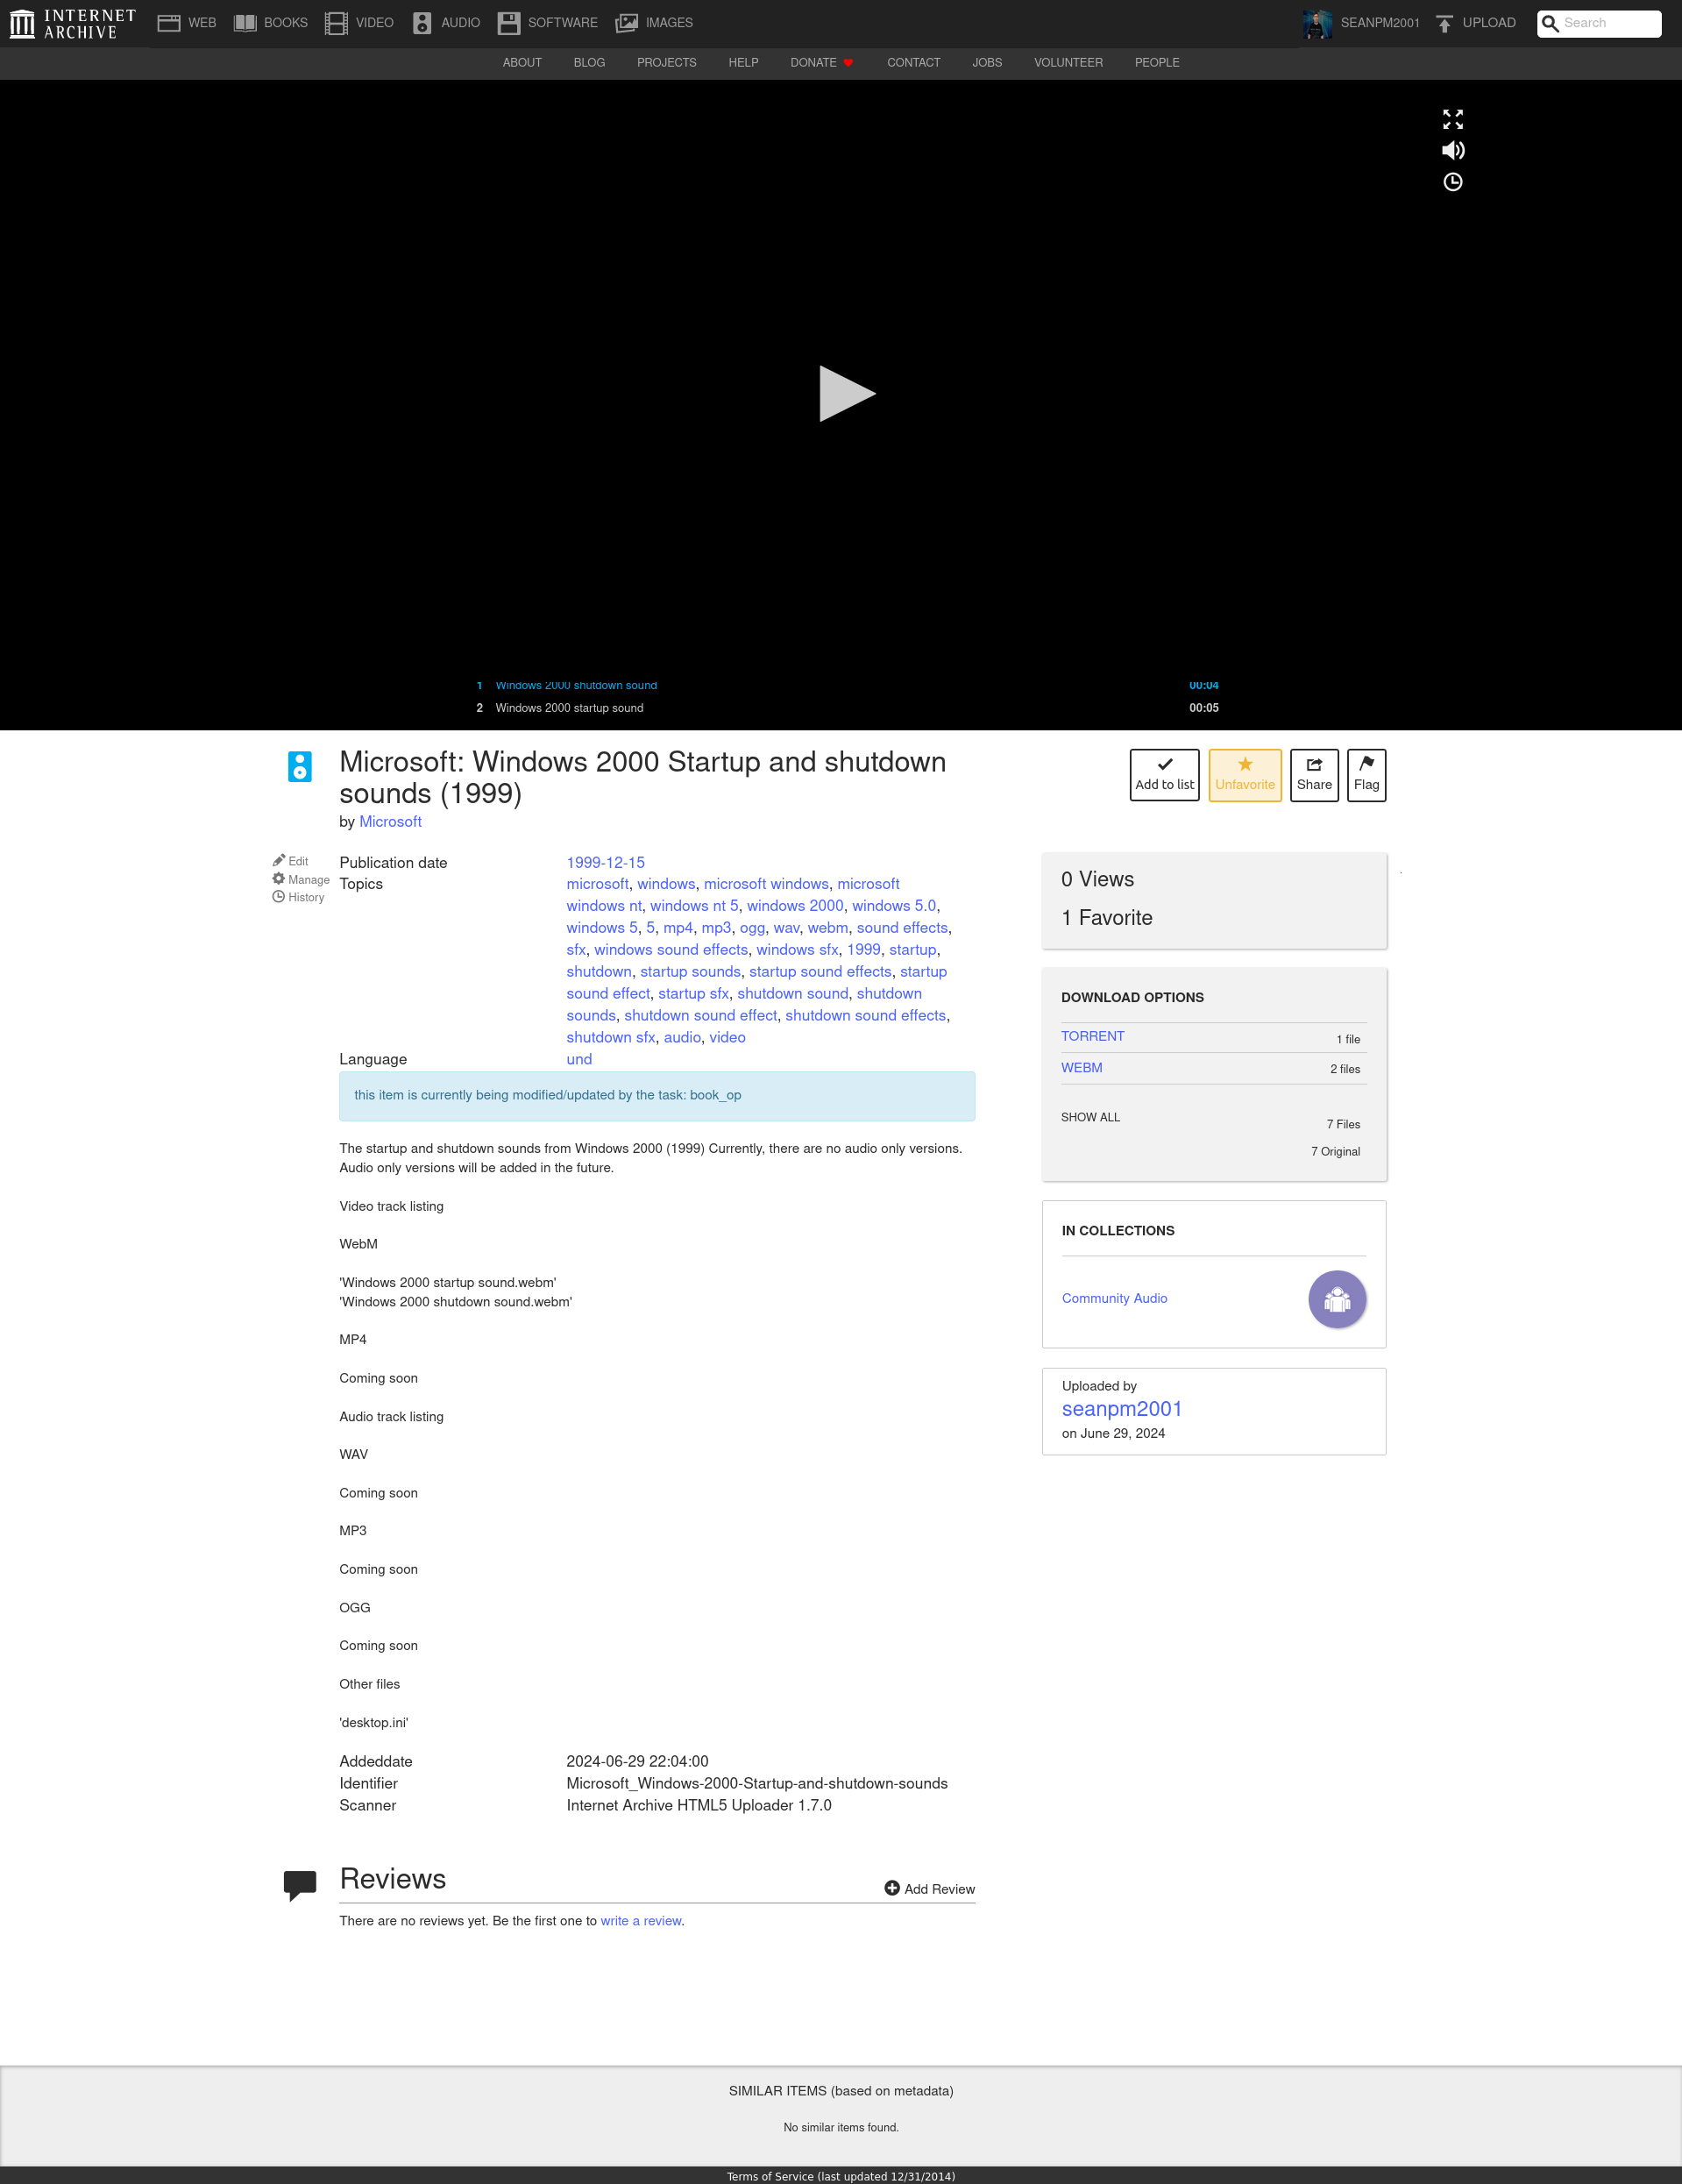 INTERNET ARCHIVE
WEB BOOKS VIDEO AUDIO SOFTWARE IMAGES SEANPM2001 UPLOAD Search
ABOUT BLOG PROJECTS HELP DONATE CONTACT JOBS VOLUNTEER PEOPLE
1 Windows 2000 shutdown sound 00:04
2 Windows 2000 startup sound 00:05
Microsoft: Windows 2000 Startup and shutdown
sounds (1999)
by Microsoft
Add to list Unfavorite Share Flag
Edit
Manage
History
Publication date 1999-12-15
Topics microsoft, windows, microsoft windows, microsoft
windows nt, windows nt 5, windows 2000, windows 5.0,
windows 5, 5, mp4, mp3, ogg, wav, webm, sound effects,
sfx, windows sound effects, windows sfx, 1999, startup,
shutdown, startup sounds, startup sound effects, startup
sound effect, startup sfx, shutdown sound, shutdown
sounds, shutdown sound effect, shutdown sound effects,
shutdown sfx, audio, video
Language und
this item is currently being modified/updated by the task: book_op
The startup and shutdown sounds from Windows 2000 (1999) Currently, there are no audio only versions.
Audio only versions will be added in the future.
Video track listing
WebM
'Windows 2000 startup sound.webm'
'Windows 2000 shutdown sound.webm'
MP4
Coming soon
Audio track listing
WAV
Coming soon
MP3
Coming soon
OGG
Coming soon
Other files
'desktop.ini'
Addeddate 2024-06-29 22:04:00
Identifier Microsoft_Windows-2000-Startup-and-shutdown-sounds
Scanner Internet Archive HTML5 Uploader 1.7.0
0 Views
1 Favorite
DOWNLOAD OPTIONS
TORRENT 1 file
WEBM 2 files
SHOW ALL 7 Files
7 Original
IN COLLECTIONS
Community Audio
Uploaded by
seanpm2001
on June 29, 2024
Reviews
Add Review
There are no reviews yet. Be the first one to write a review.
SIMILAR ITEMS (based on metadata)
No similar items found.
Terms of Service (last updated 12/31/2014)